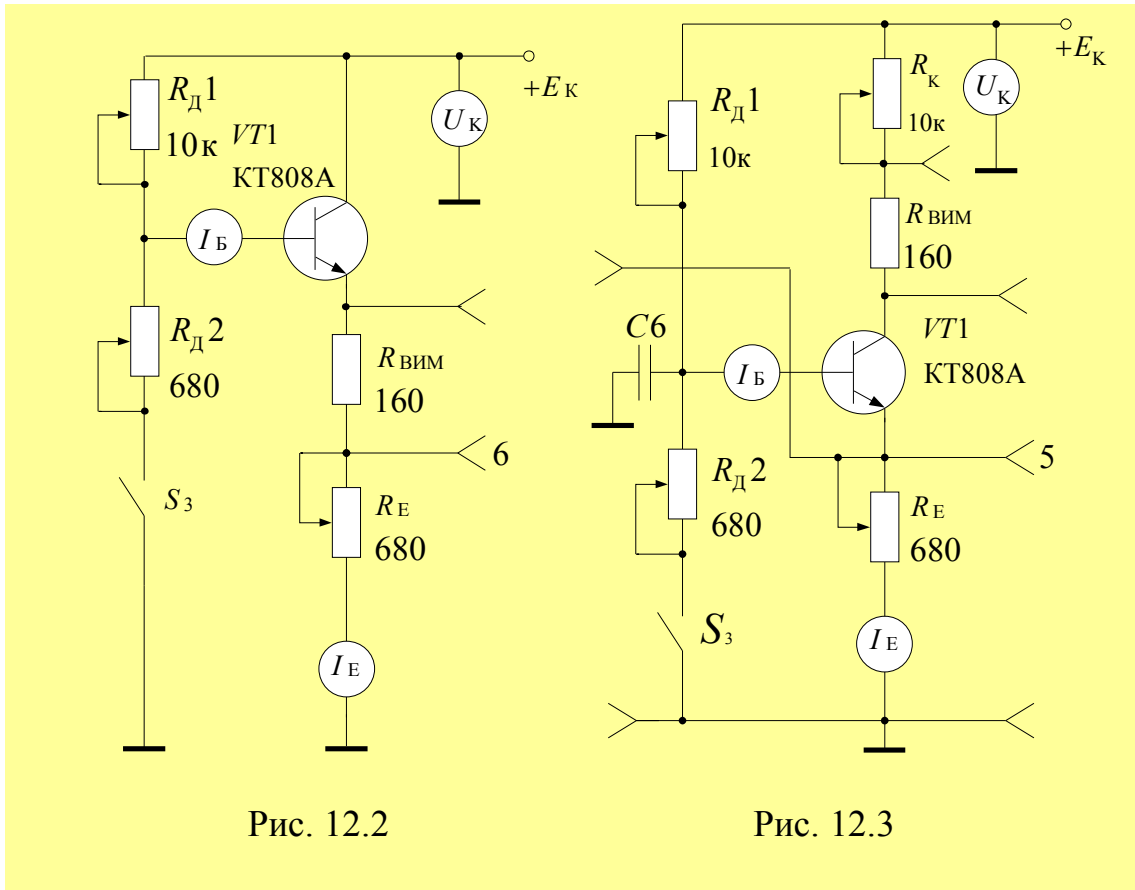 +EК
RД1
10к
VT1
КТ808А
UК
IБ
RД2
680
RВИМ
160
6
S3
RЕ
680
IЕ
Рис. 12.2
+EК
RК
10к
UК
RД1
10к
RВИМ
160
C6
VT1
КТ808А
IБ
RД2
680
5
RЕ
680
S3
IЕ
Рис. 12.3